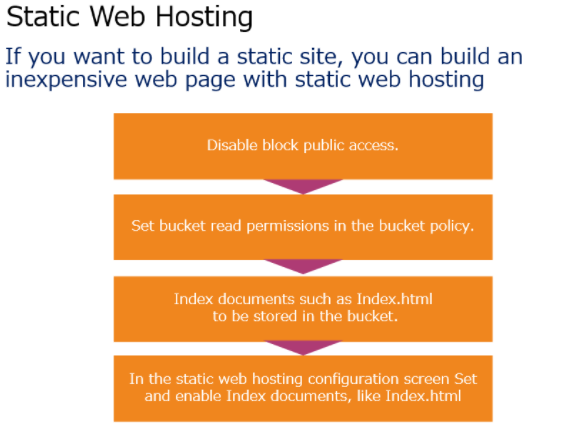 Static Web Hosting
If you want to build a static site, you can build an
inexpensive web page with static web hosting
Disable block public access.
Set bucket read permissions in the bucket policy.
Index documents such as Index.html
to be stored in the bucket.
In the static web hosting configuration screen Set
and enable Index documents, like Index.html